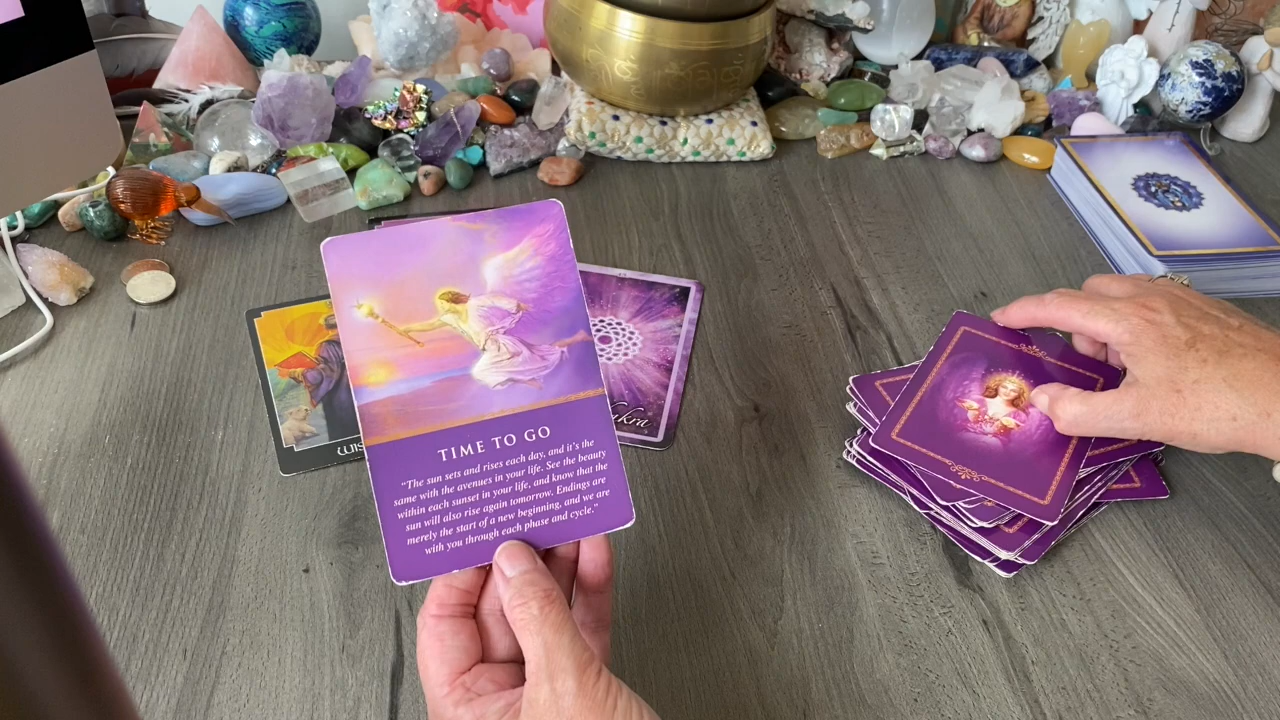 TIME TO GO
"The sun sets and rises each day, and it's the
same with the avenues in your life. See the beauty
within each sunset in your life, and know that the
sun will also rise again tomorrow. Endings are
merely the start of a new beginning, and we are
with you through each phase and cycle."
WIS
akra